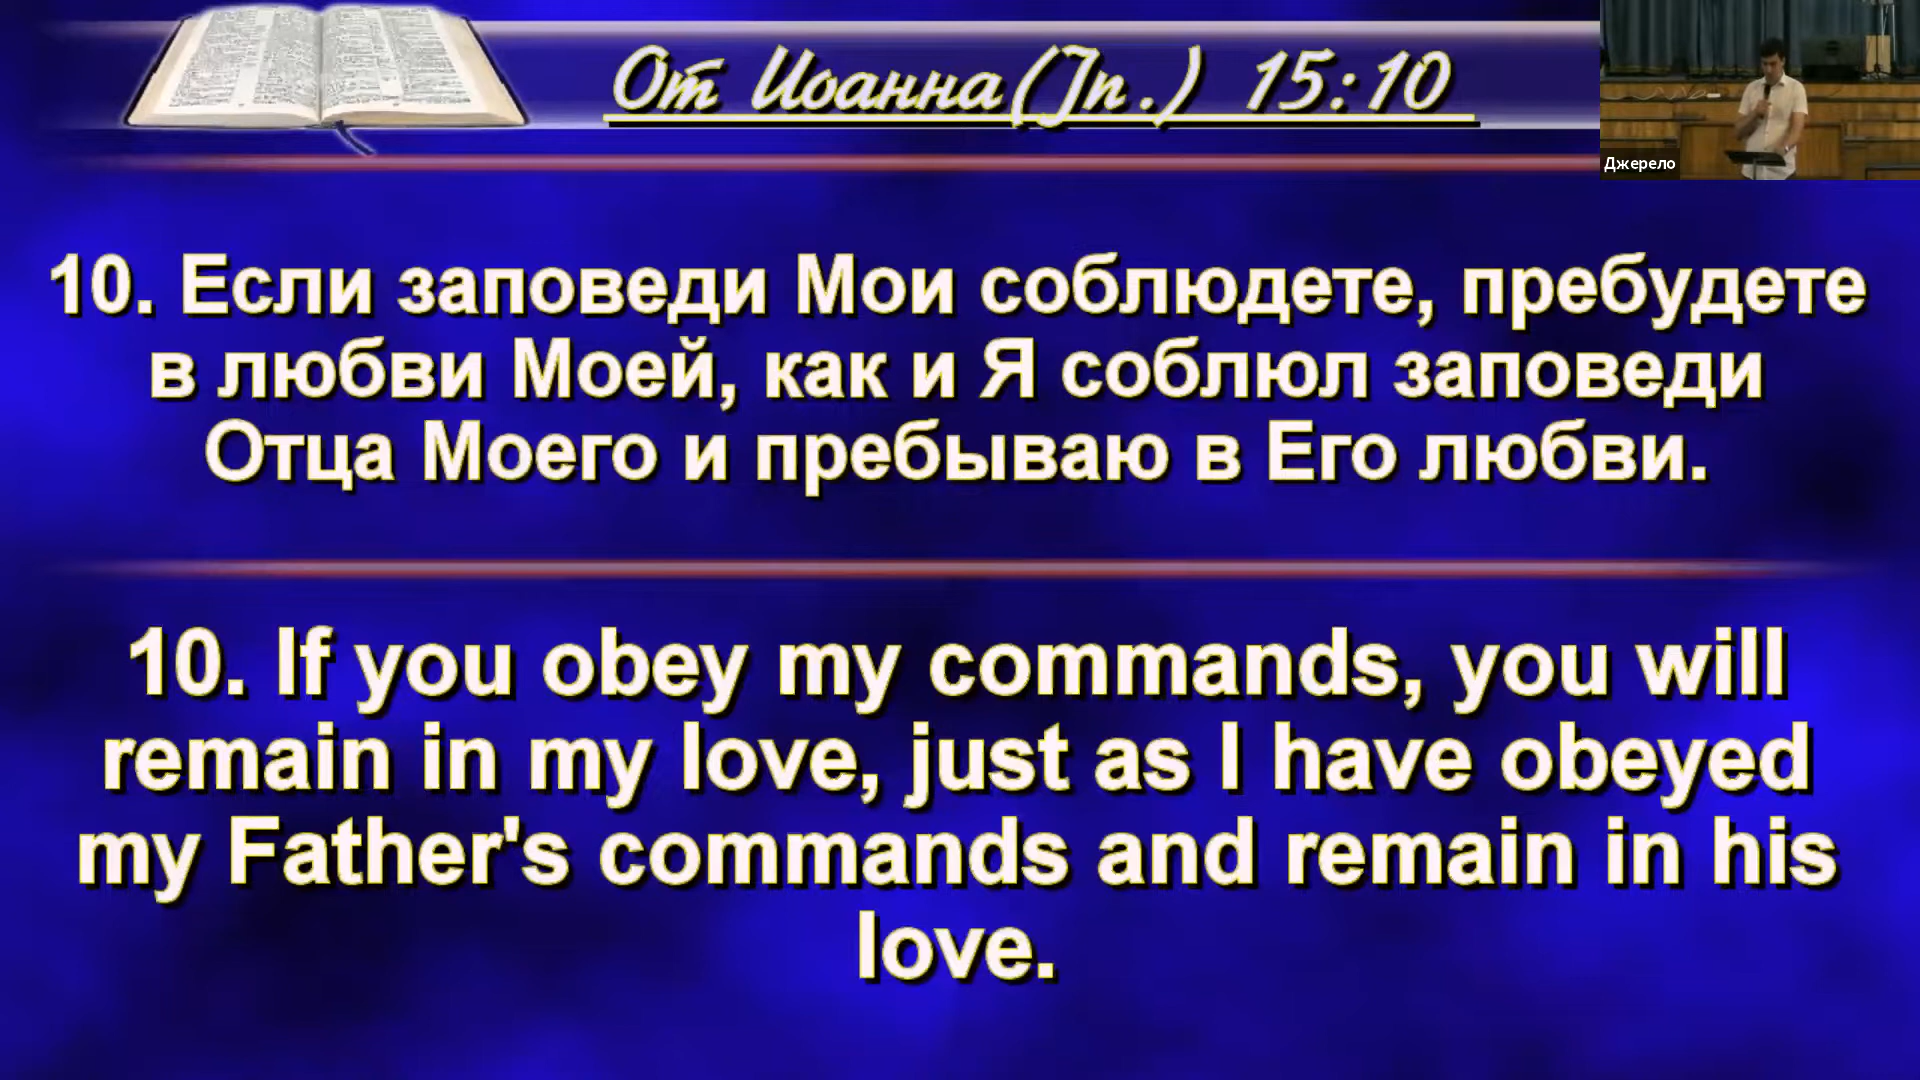 От Иоанна(Jn.) 15:10
Джерело
10. Если заповеди Мои соблюдете, пребудете
в любви Моей, как и Я соблюл заповеди
Отца Моего и пребываю в Его любви.
10. If you obey my commands, you will
remain in my love, just as I have obeyed
my Father's commands and remain in his
love.